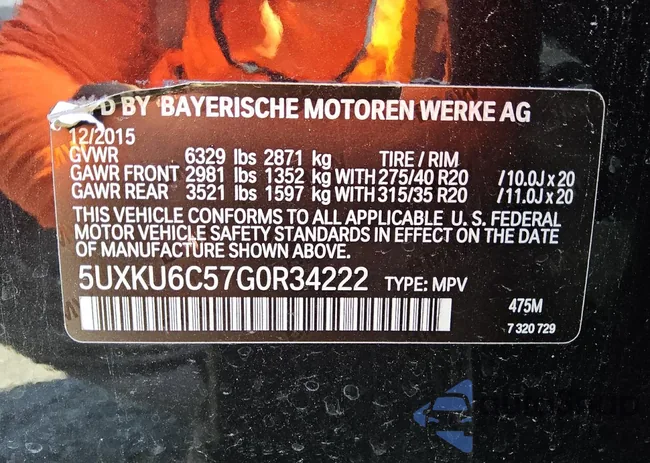 D BY BAYERISCHE MOTOREN WERKE AG
12/2015
GVWR 6329 lbs 2871 kg TIRE / RIM
GAWR FRONT 2981 lbs 1352 kg WITH 275/40 R20 /10.0J x 20
GAWR REAR 3521 lbs 1597 kg WITH 315/35 R20 /11.0J x 20
THIS VEHICLE CONFORMS TO ALL APPLICABLE U. S. FEDERAL
MOTOR VEHICLE SAFETY STANDARDS IN EFFECT ON THE DATE
OF MANUFACTURE SHOWN ABOVE.
5UXKU6C57G0R34222 TYPE: MPV
475M
7 320 729